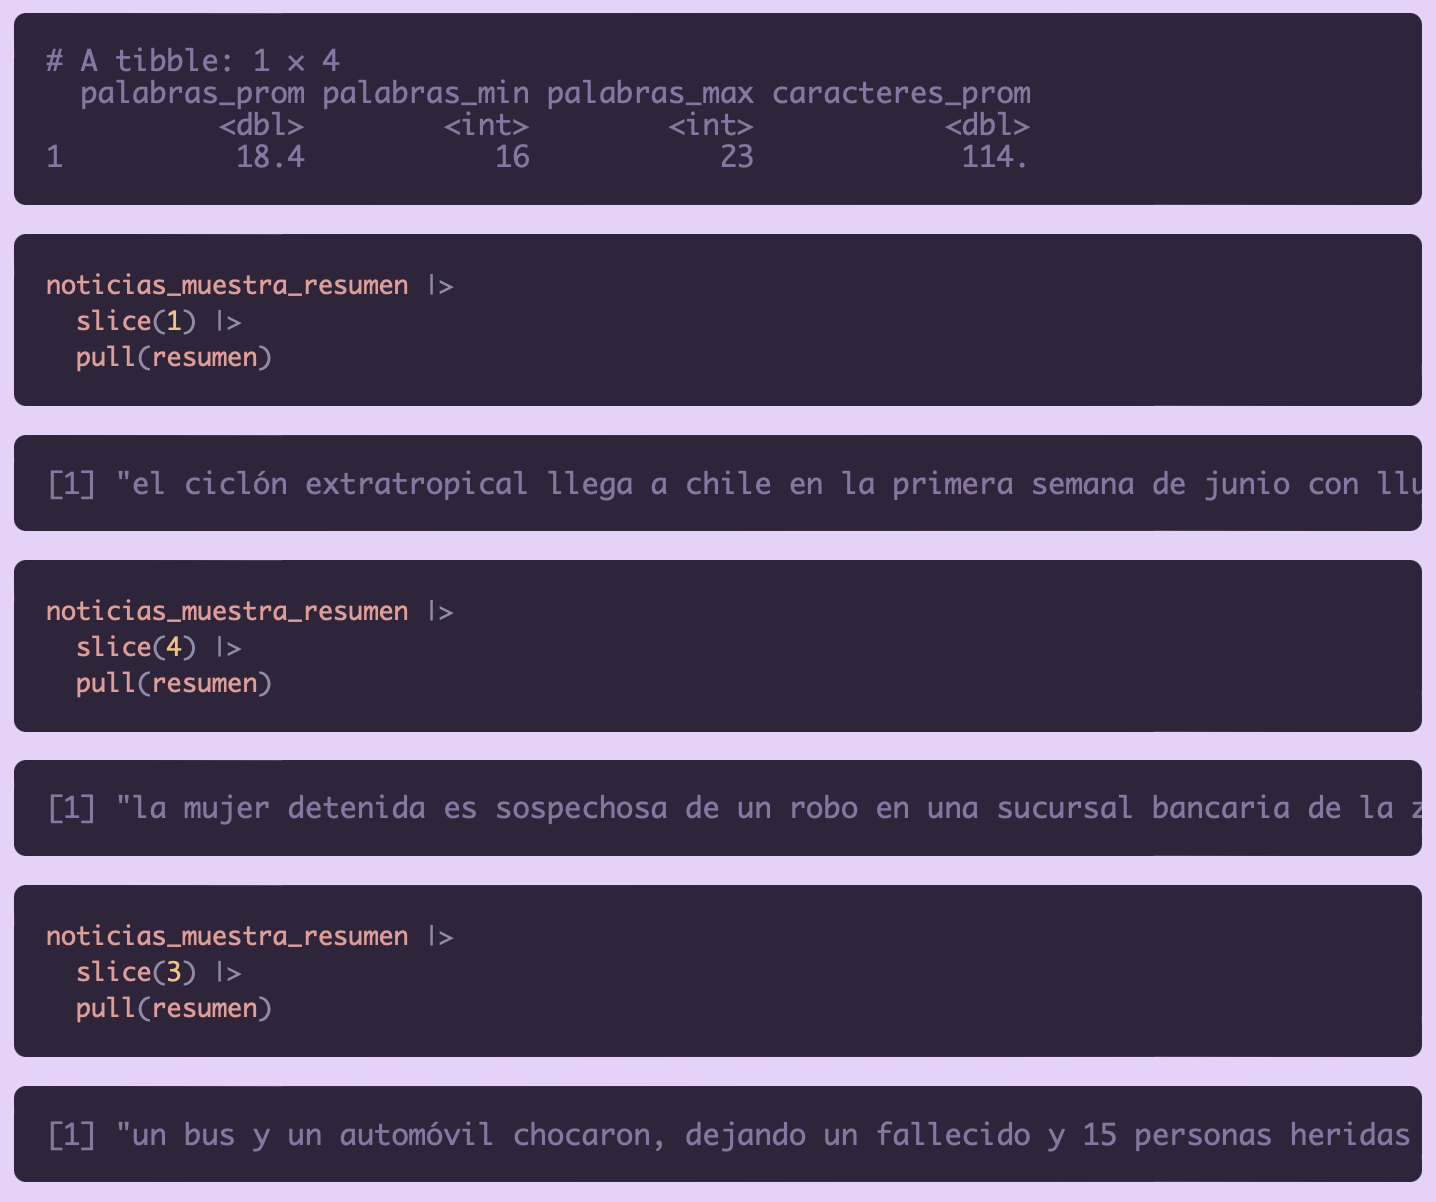 # A tibble: 1 × 4
  palabras_prom palabras_min palabras_max caracteres_prom
          <dbl>        <int>        <int>           <dbl>
1          18.4           16           23            114.
noticias_muestra_resumen |>
  slice(1) |>
  pull(resumen)
[1] "el ciclón extratropical llega a chile en la primera semana de junio con
noticias_muestra_resumen |>
  slice(4) |>
  pull(resumen)
[1] "la mujer detenida es sospechosa de un robo en una sucursal bancaria de la
noticias_muestra_resumen |>
  slice(3) |>
  pull(resumen)
[1] "un bus y un automóvil chocaron, dejando un fallecido y 15 personas heridas